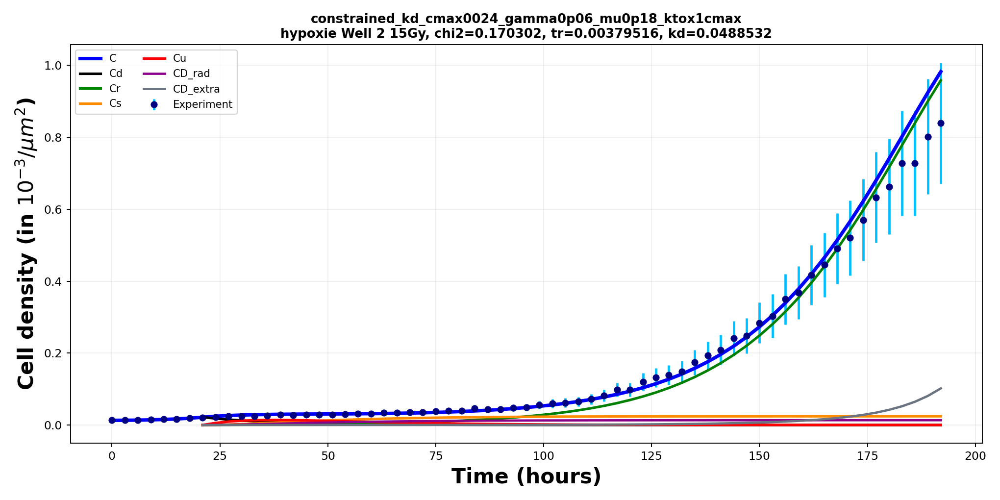 constrained_kd_cmax0024_gamma0p06_mu0p18_ktox1cmax
hypoxie Well 2 15Gy, chi2=0.170302, tr=0.00379516, kd=0.0488532
C
Cd
Cr
Cs
Cu
CD_rad
CD_extra
Experiment
Cell density (in 10⁻³/μm²)
1.0
0.8
0.6
0.4
0.2
0.0
0 25 50 75 100 125 150 175 200
Time (hours)